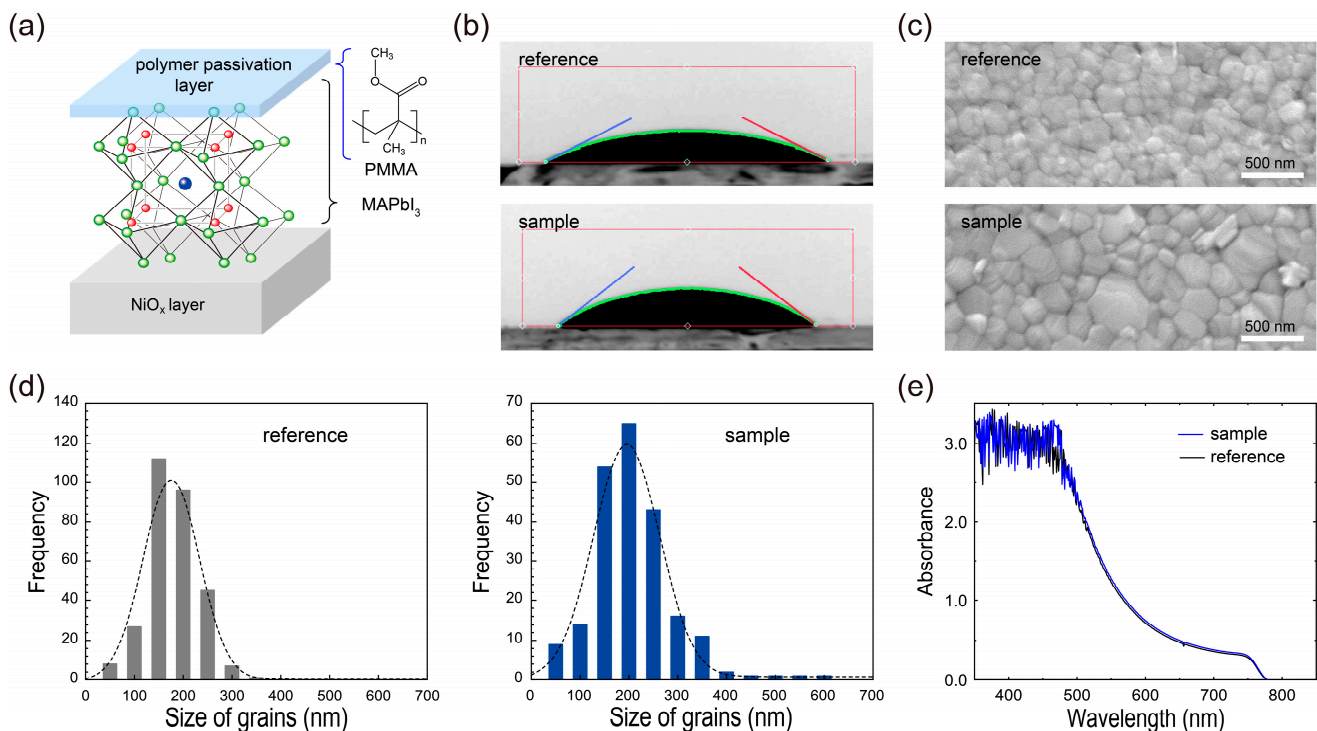 (a)
polymer passivation
layer
CH3
O
O
n
CH3
PMMA
MAPbI3
NiOx layer
(b)
reference
sample
(c)
reference
500 nm
sample
500 nm
(d)
140
120
100
80
60
40
20
0
Frequency
reference
0 100 200 300 400 500 600 700
Size of grains (nm)
70
60
50
40
30
20
10
0
Frequency
sample
0 100 200 300 400 500 600 700
Size of grains (nm)
(e)
3.0
2.0
1.0
0.0
Absorbance
sample
reference
400 500 600 700 800
Wavelength (nm)